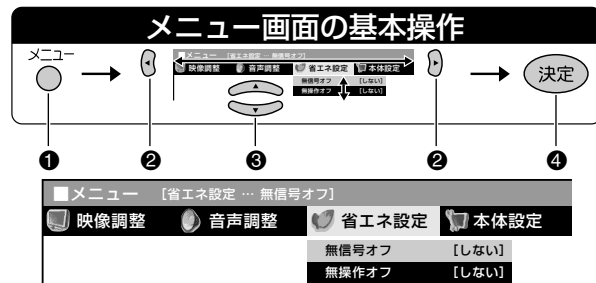 メニュー画面の基本操作
メニュー
■メニュー [省エネ設定 … 無信号オフ]
映像調整 音声調整 省エネ設定 本体設定
無信号オフ [しない]
無操作オフ [しない]
決定
❶ ❷ ❸ ❷ ❹
■メニュー [省エネ設定 … 無信号オフ]
映像調整 音声調整 省エネ設定 本体設定
無信号オフ [しない]
無操作オフ [しない]